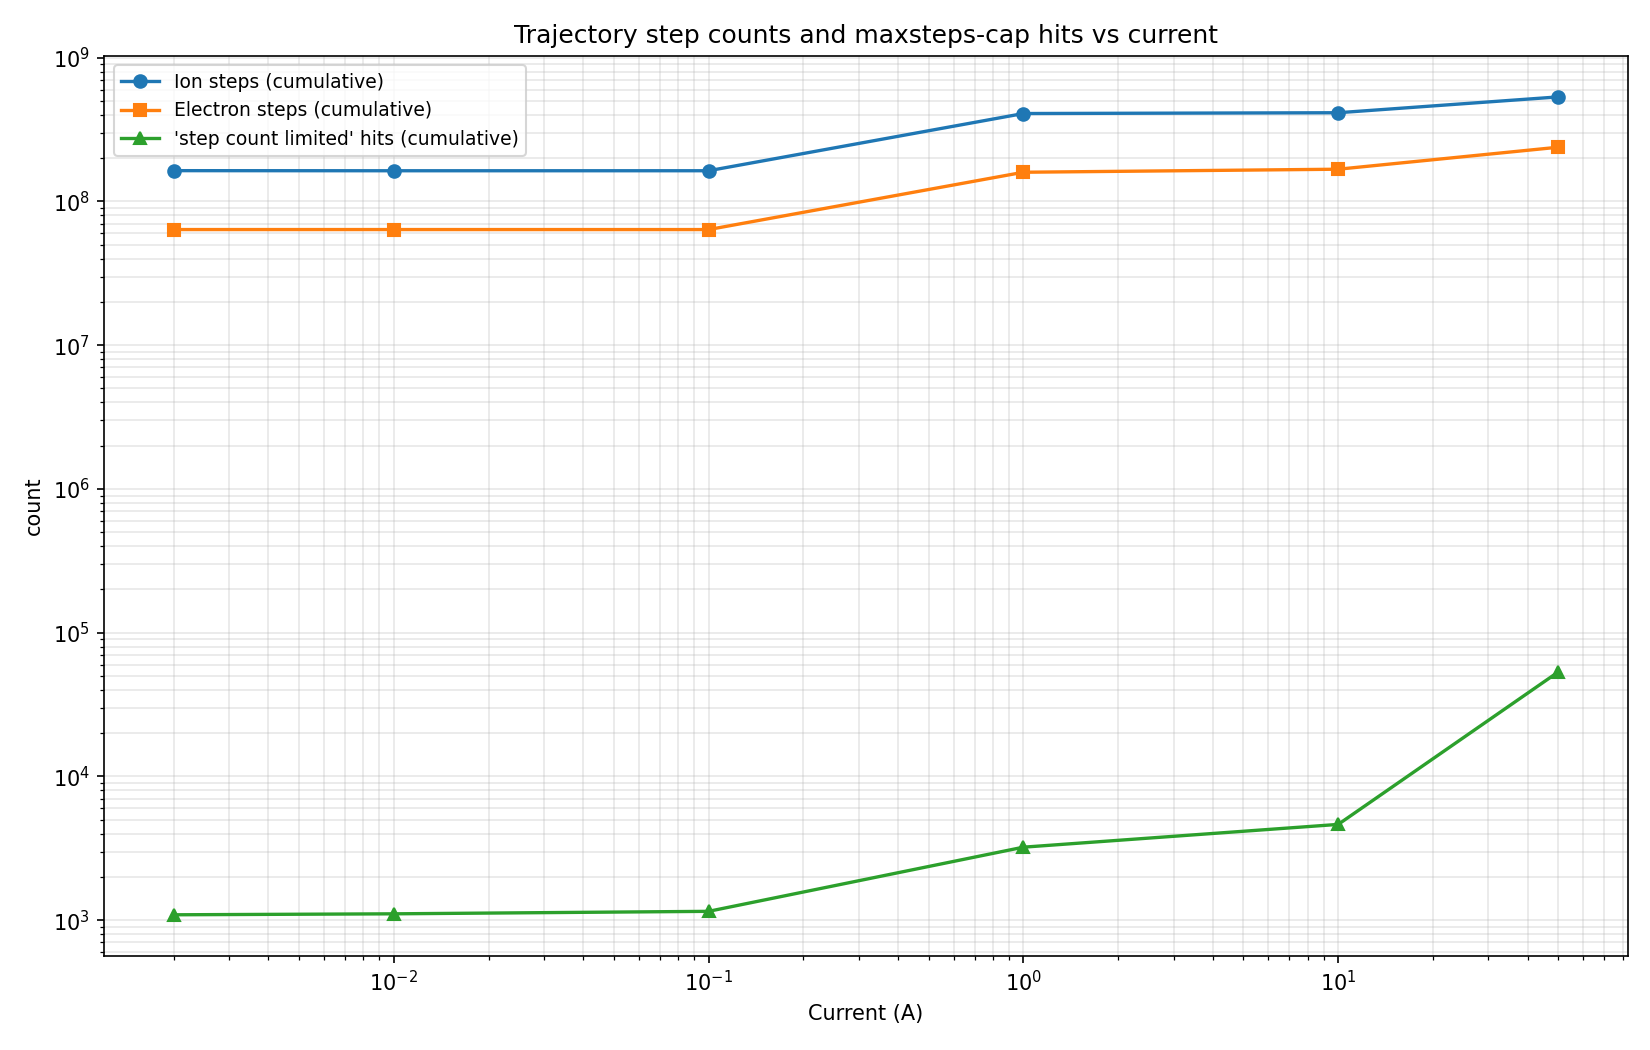 Trajectory step counts and maxsteps-cap hits vs current
Ion steps (cumulative)
Electron steps (cumulative)
'step count limited' hits (cumulative)
count
10⁹
10⁸
10⁷
10⁶
10⁵
10⁴
10³
10⁻² 10⁻¹ 10⁰ 10¹
Current (A)